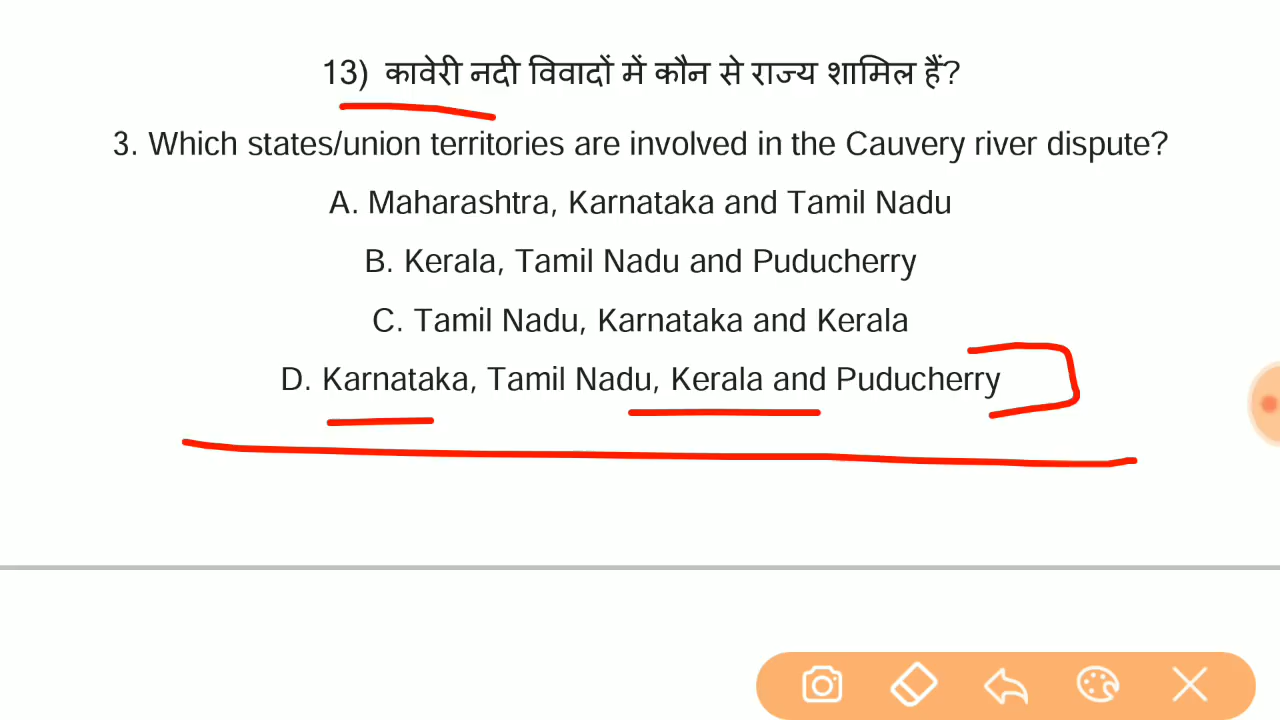 13) कावेरी नदी विवादों में कौन से राज्य शामिल हैं?
3. Which states/union territories are involved in the Cauvery river dispute?
A. Maharashtra, Karnataka and Tamil Nadu
B. Kerala, Tamil Nadu and Puducherry
C. Tamil Nadu, Karnataka and Kerala
D. Karnataka, Tamil Nadu, Kerala and Puducherry